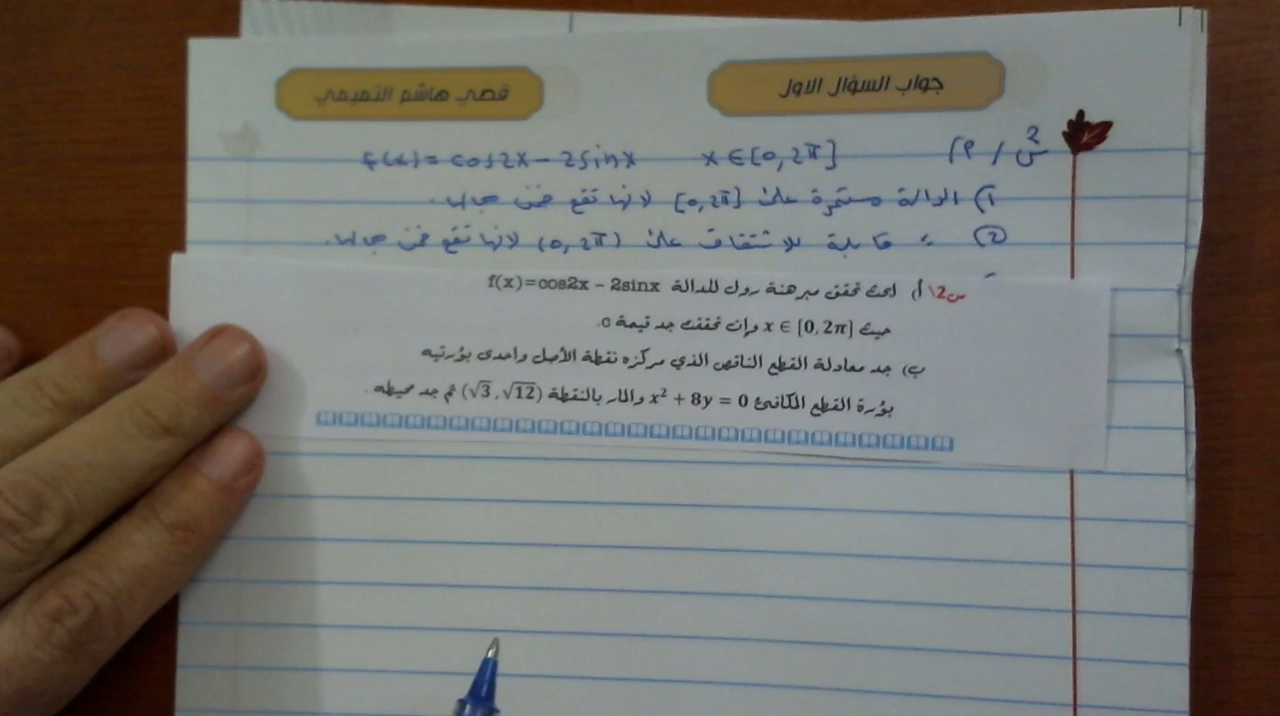 جواب السؤال الاول
قصي هاشم التميمي
س2 / P f(x) = cos2x - 2sinx x ∈ [0, 2π]
1) الدالة مستمرة على [0, 2π] لانها تقع ضمن مجالها.
2) = قابلة للاشتقاق على (0, 2π) لانها تقع ضمن مجالها.
س2\ أ) ابحث تحقق مبرهنة رول للدالة f(x)=cos2x − 2sinx
حيث x ∈ [0, 2π] وإن تحققت جد قيمة c.
ب) جد معادلة القطع الناقص الذي مركزه نقطة الأصل واحدى بؤرتيه
بؤرة القطع المكافئ x² + 8y = 0 والمار بالنقطة (√3, √12) ثم جد محيطه.